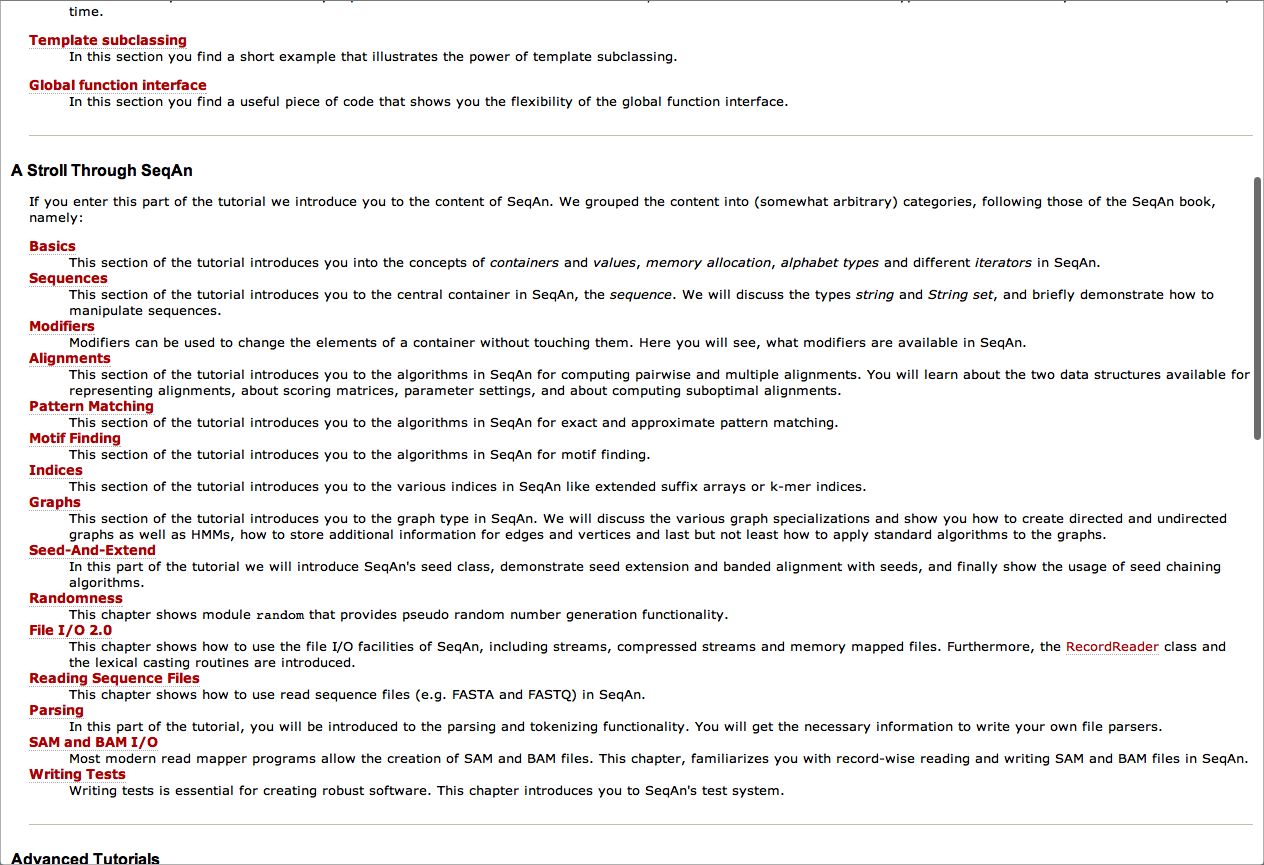 time.
Template subclassing
In this section you find a short example that illustrates the power of template subclassing.
Global function interface
In this section you find a useful piece of code that shows you the flexibility of the global function interface.
A Stroll Through SeqAn
If you enter this part of the tutorial we introduce you to the content of SeqAn. We grouped the content into (somewhat arbitrary) categories, following those of the SeqAn book,
namely:
Basics
This section of the tutorial introduces you into the concepts of containers and values, memory allocation, alphabet types and different iterators in SeqAn.
Sequences
This section of the tutorial introduces you to the central container in SeqAn, the sequence. We will discuss the types string and String set, and briefly demonstrate how to
manipulate sequences.
Modifiers
Modifiers can be used to change the elements of a container without touching them. Here you will see, what modifiers are available in SeqAn.
Alignments
This section of the tutorial introduces you to the algorithms in SeqAn for computing pairwise and multiple alignments. You will learn about the two data structures available for
representing alignments, about scoring matrices, parameter settings, and about computing suboptimal alignments.
Pattern Matching
This section of the tutorial introduces you to the algorithms in SeqAn for exact and approximate pattern matching.
Motif Finding
This section of the tutorial introduces you to the algorithms in SeqAn for motif finding.
Indices
This section of the tutorial introduces you to the various indices in SeqAn like extended suffix arrays or k-mer indices.
Graphs
This section of the tutorial introduces you to the graph type in SeqAn. We will discuss the various graph specializations and show you how to create directed and undirected
graphs as well as HMMs, how to store additional information for edges and vertices and last but not least how to apply standard algorithms to the graphs.
Seed-And-Extend
In this part of the tutorial we will introduce SeqAn's seed class, demonstrate seed extension and banded alignment with seeds, and finally show the usage of seed chaining
algorithms.
Randomness
This chapter shows module random that provides pseudo random number generation functionality.
File I/O 2.0
This chapter shows how to use the file I/O facilities of SeqAn, including streams, compressed streams and memory mapped files. Furthermore, the RecordReader class and
the lexical casting routines are introduced.
Reading Sequence Files
This chapter shows how to use read sequence files (e.g. FASTA and FASTQ) in SeqAn.
Parsing
In this part of the tutorial, you will be introduced to the parsing and tokenizing functionality. You will get the necessary information to write your own file parsers.
SAM and BAM I/O
Most modern read mapper programs allow the creation of SAM and BAM files. This chapter, familiarizes you with record-wise reading and writing SAM and BAM files in SeqAn.
Writing Tests
Writing tests is essential for creating robust software. This chapter introduces you to SeqAn's test system.
Advanced Tutorials